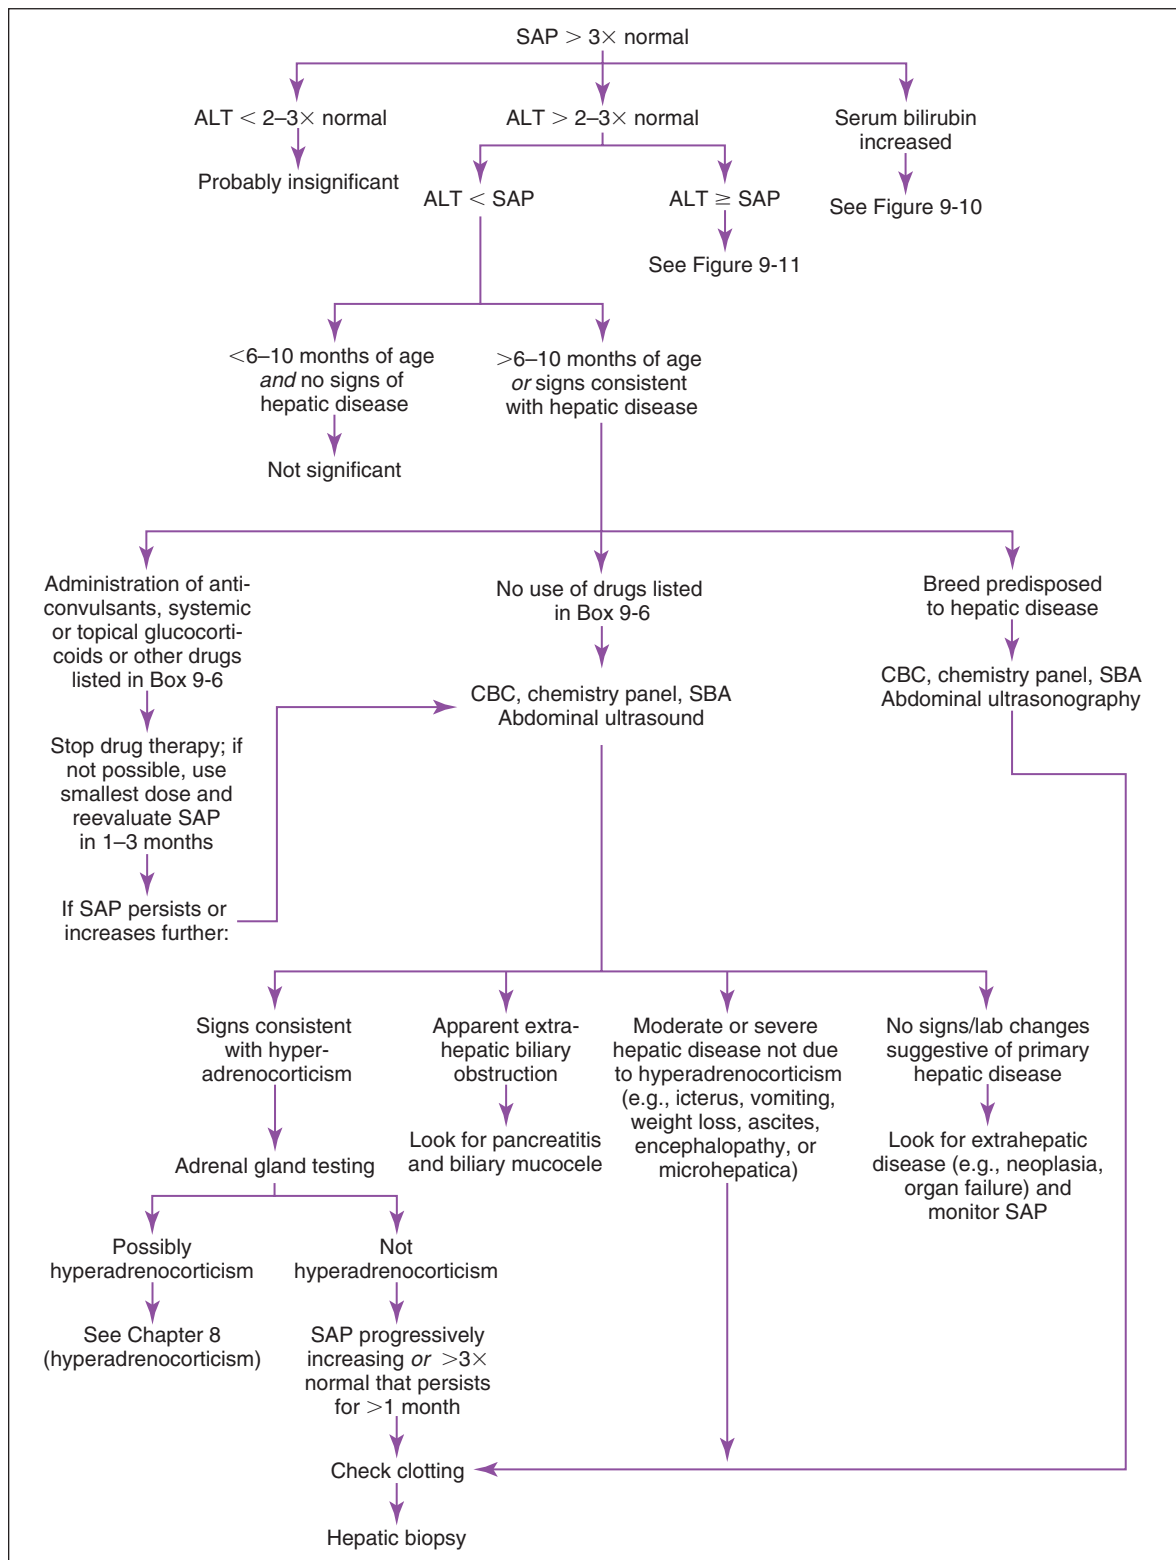 SAP > 3× normal
ALT < 2–3× normal
ALT > 2–3× normal
Serum bilirubin
increased
Probably insignificant
ALT < SAP
ALT ≧ SAP
See Figure 9-10
See Figure 9-11
<6–10 months of age
and no signs of
hepatic disease
>6–10 months of age
or signs consistent
with hepatic disease
Not significant
Administration of anti-
convulsants, systemic
or topical glucocorti-
coids or other drugs
listed in Box 9-6
No use of drugs listed
in Box 9-6
Breed predisposed
to hepatic disease
CBC, chemistry panel, SBA
Abdominal ultrasound
CBC, chemistry panel, SBA
Abdominal ultrasonography
Stop drug therapy; if
not possible, use
smallest dose and
reevaluate SAP
in 1–3 months
If SAP persists or
increases further:
Signs consistent
with hyper-
adrenocorticism
Apparent extra-
hepatic biliary
obstruction
Moderate or severe
hepatic disease not due
to hyperadrenocorticism
(e.g., icterus, vomiting,
weight loss, ascites,
encephalopathy, or
microhepatica)
No signs/lab changes
suggestive of primary
hepatic disease
Adrenal gland testing
Look for pancreatitis
and biliary mucocele
Look for extrahepatic
disease (e.g., neoplasia,
organ failure) and
monitor SAP
Possibly
hyperadrenocorticism
Not
hyperadrenocorticism
See Chapter 8
(hyperadrenocorticism)
SAP progressively
increasing or >3×
normal that persists
for >1 month
Check clotting
Hepatic biopsy